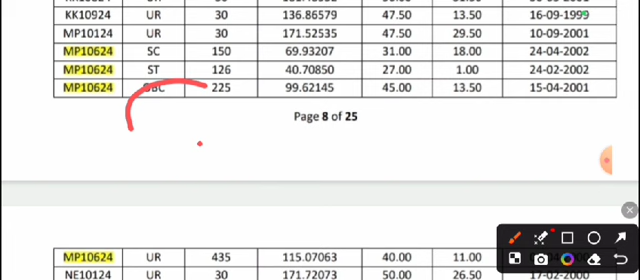 KK10924 UR 30 136.86579 47.50 13.50 16-09-1999
MP10124 UR 30 171.52535 47.50 29.50 10-09-2001
MP10624 SC 150 69.93207 31.00 18.00 24-04-2002
MP10624 ST 126 40.70850 27.00 1.00 24-02-2002
MP10624 OBC 225 99.62145 45.00 13.50 15-04-2001
Page 8 of 25
MP10624 UR 435 115.07063 40.00 11.00
NE10124 UR 30 171.72073 50.00 26.50 17-02-2000